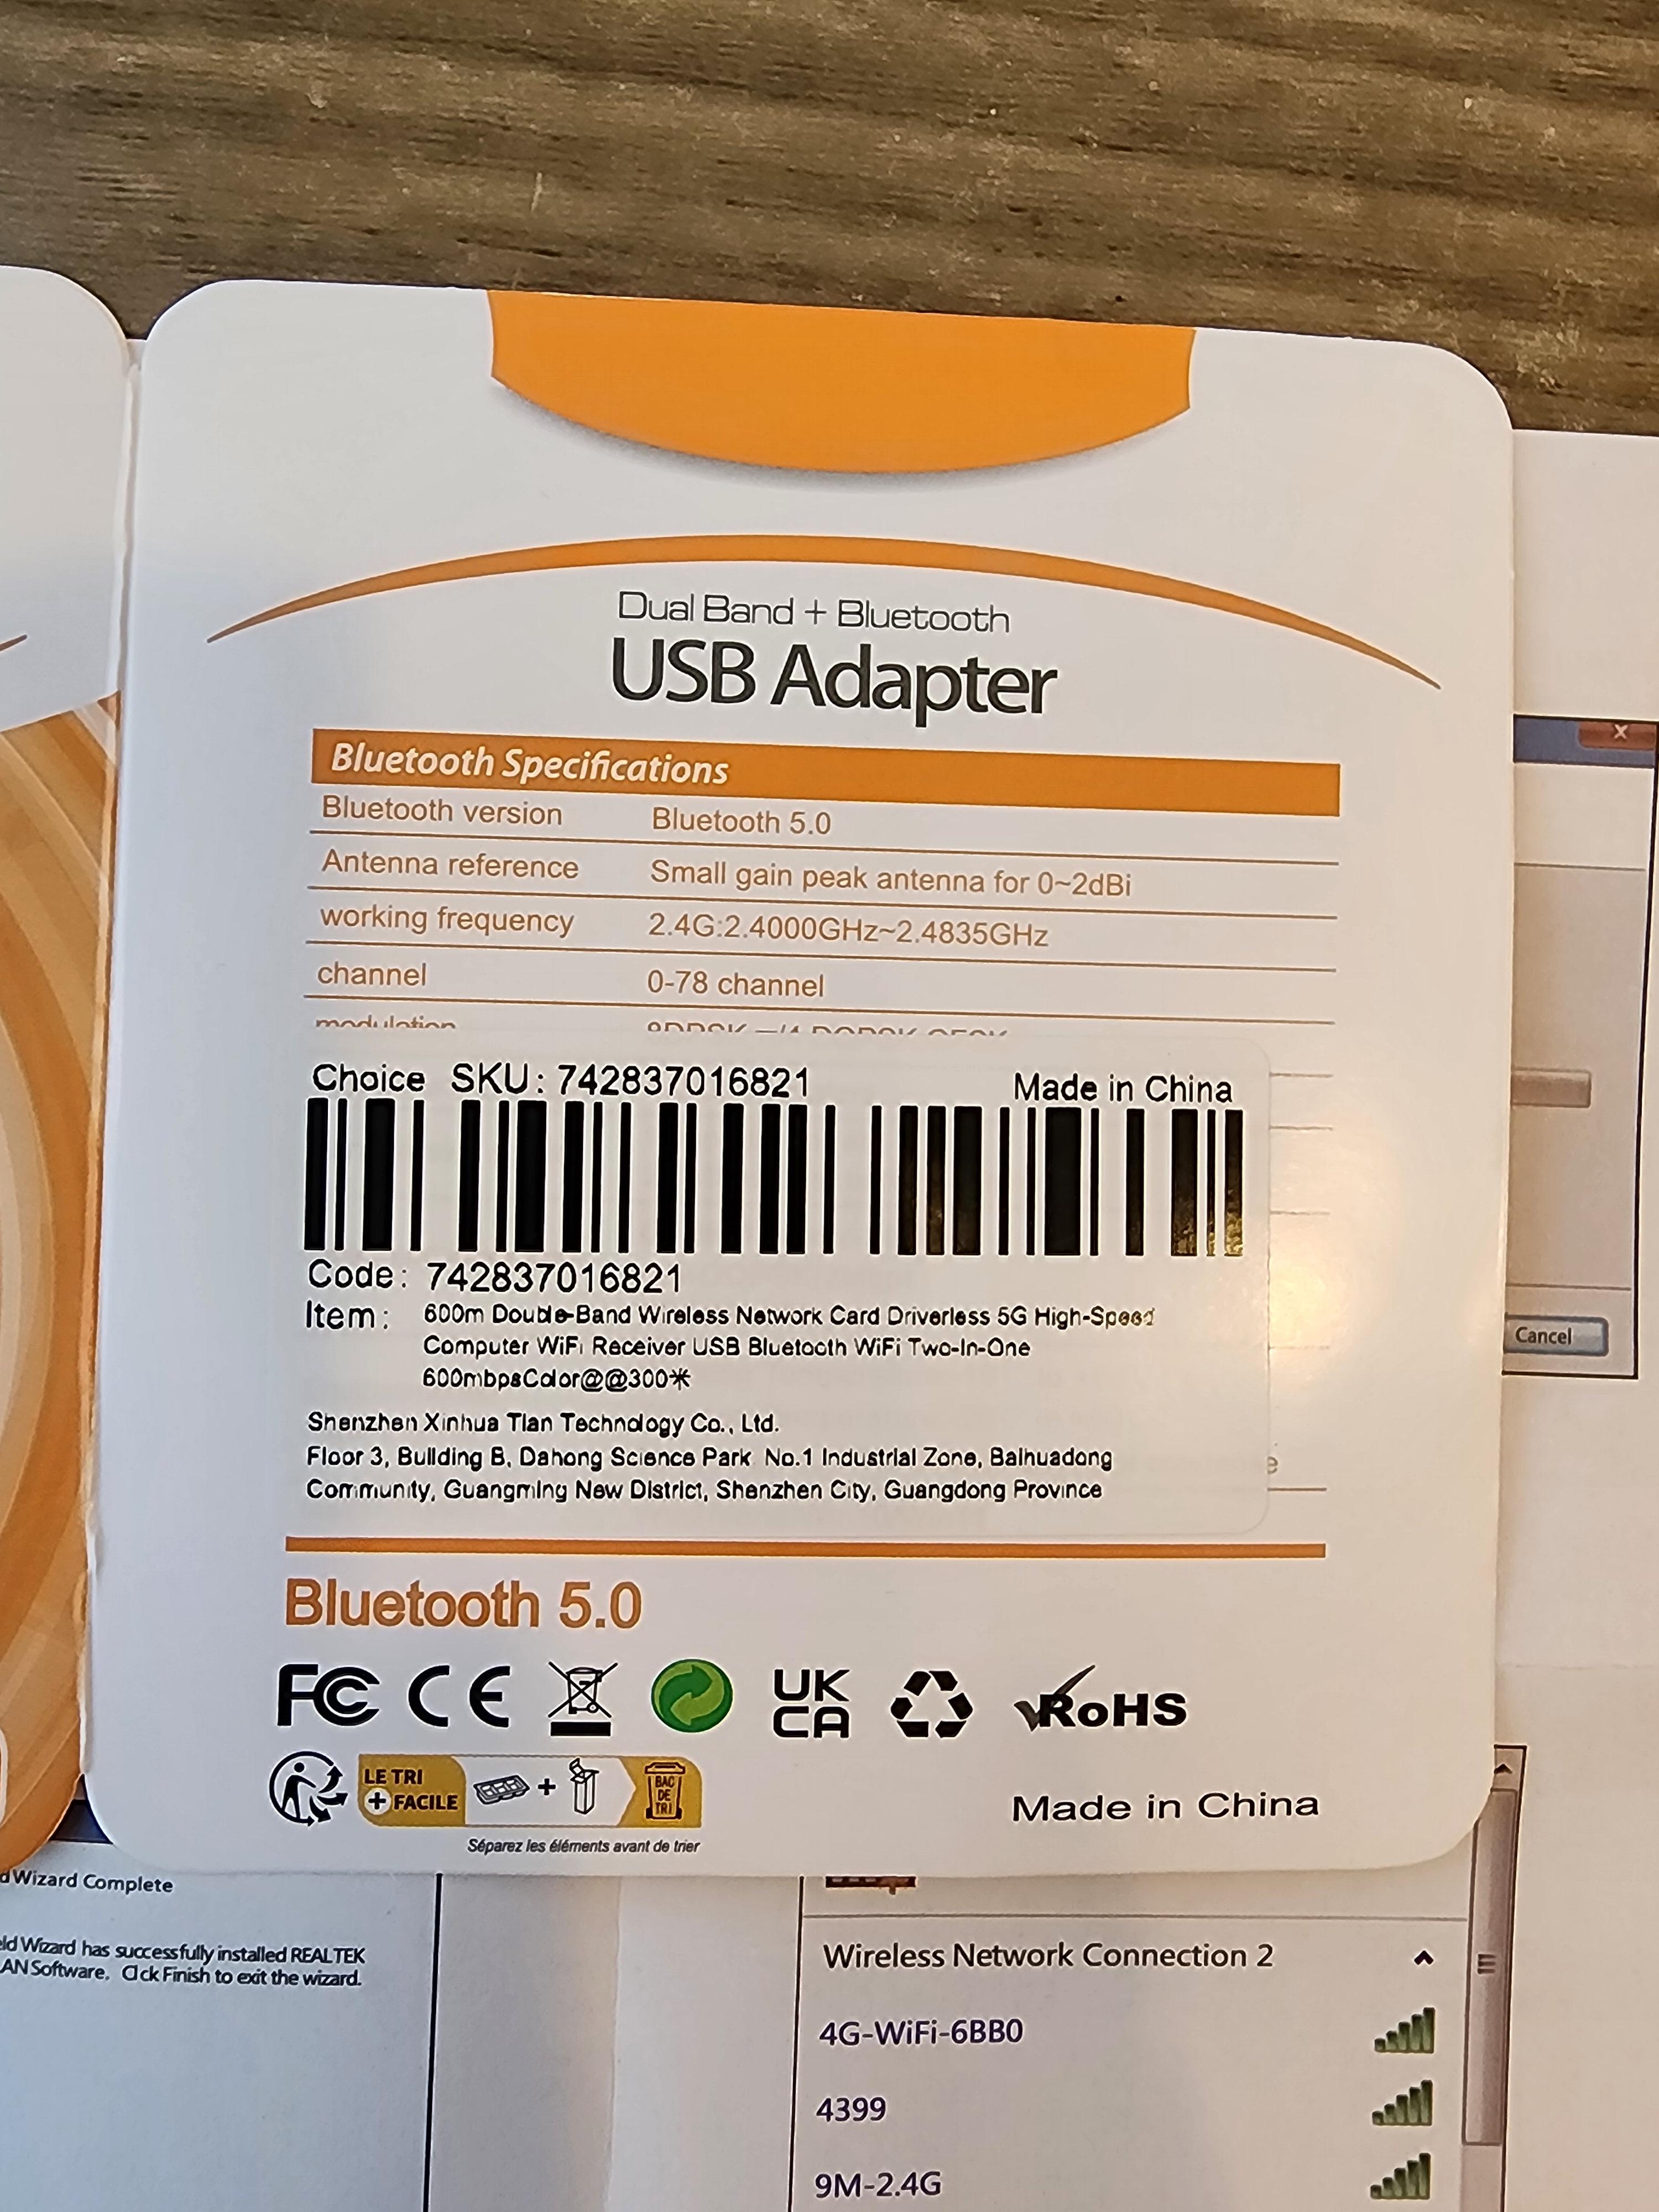 Dual Band + Bluetooth
USB Adapter
Bluetooth Specifications
Bluetooth version Bluetooth 5.0
Antenna reference Small gain peak antenna for 0~2dBi
working frequency 2.4G:2.4000GHz~2.4835GHz
channel 0-78 channel
modulation
Choice SKU: 742837016821 Made in China
Code: 742837016821
Item: 600m Double-Band Wireless Network Card Driverless 5G High-Speed
Computer WiFi Receiver USB Bluetooth WiFi Two-In-One
600mbpsColor@@300*
Shenzhen Xinhua Tian Technology Co., Ltd.
Floor 3, Building B, Dahong Science Park No.1 Industrial Zone, Baihuadong
Community, Guangming New District, Shenzhen City, Guangdong Province
Bluetooth 5.0
FC CE UK CA RoHS
LE TRI + FACILE + BAC DE TRI
Séparez les éléments avant de trier
Made in China
Cancel
d Wizard Complete
eld Wizard has successfully installed REALTEK
AN Software. Click Finish to exit the wizard.
Wireless Network Connection 2
4G-WiFi-6BB0
4399
9M-2.4G